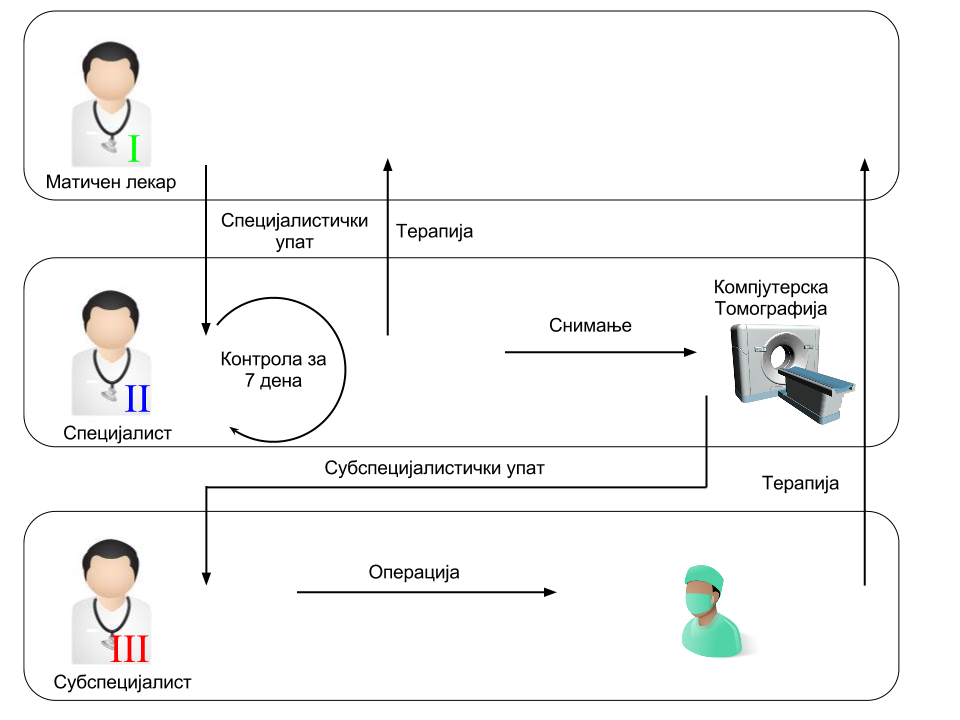 I
Матичен лекар
Специјалистички
упат
Терапија
Компјутерска
Томографија
Снимање
Контрола за
7 дена
II
Специјалист
Субспецијалистички упат
Терапија
Операција
III
Субспецијалист